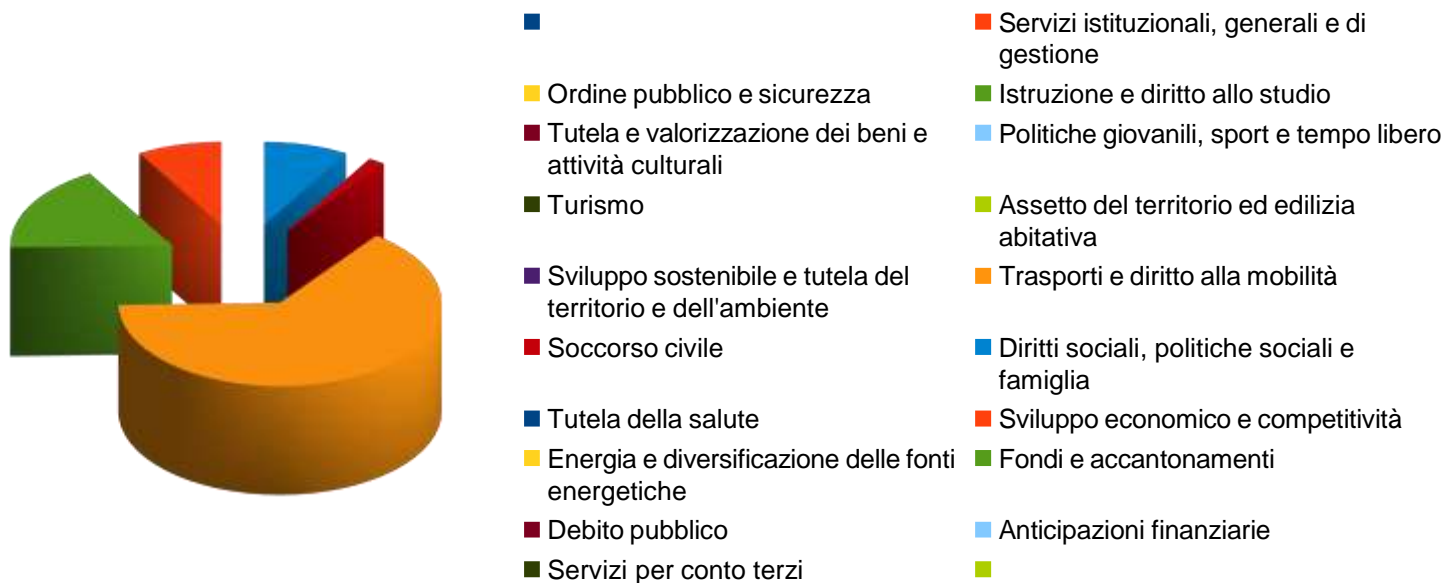 Servizi istituzionali, generali e di
gestione
Ordine pubblico e sicurezza
Istruzione e diritto allo studio
Tutela e valorizzazione dei beni e
attività culturali
Politiche giovanili, sport e tempo libero
Turismo
Assetto del territorio ed edilizia
abitativa
Sviluppo sostenibile e tutela del
territorio e dell'ambiente
Trasporti e diritto alla mobilità
Soccorso civile
Diritti sociali, politiche sociali e
famiglia
Tutela della salute
Sviluppo economico e competitività
Energia e diversificazione delle fonti
energetiche
Fondi e accantonamenti
Debito pubblico
Anticipazioni finanziarie
Servizi per conto terzi